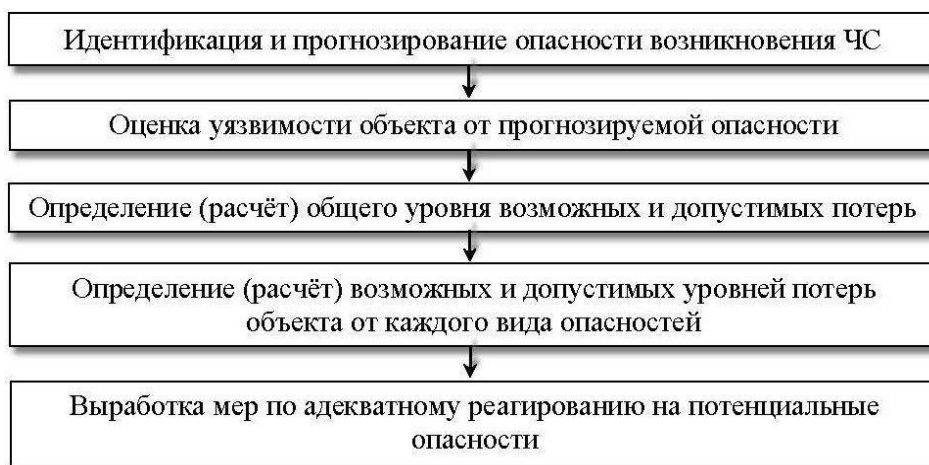 Идентификация и прогнозирование опасности возникновения ЧС
Оценка уязвимости объекта от прогнозируемой опасности
Определение (расчёт) общего уровня возможных и допустимых потерь
Определение (расчёт) возможных и допустимых уровней потерь
объекта от каждого вида опасностей
Выработка мер по адекватному реагированию на потенциальные
опасности